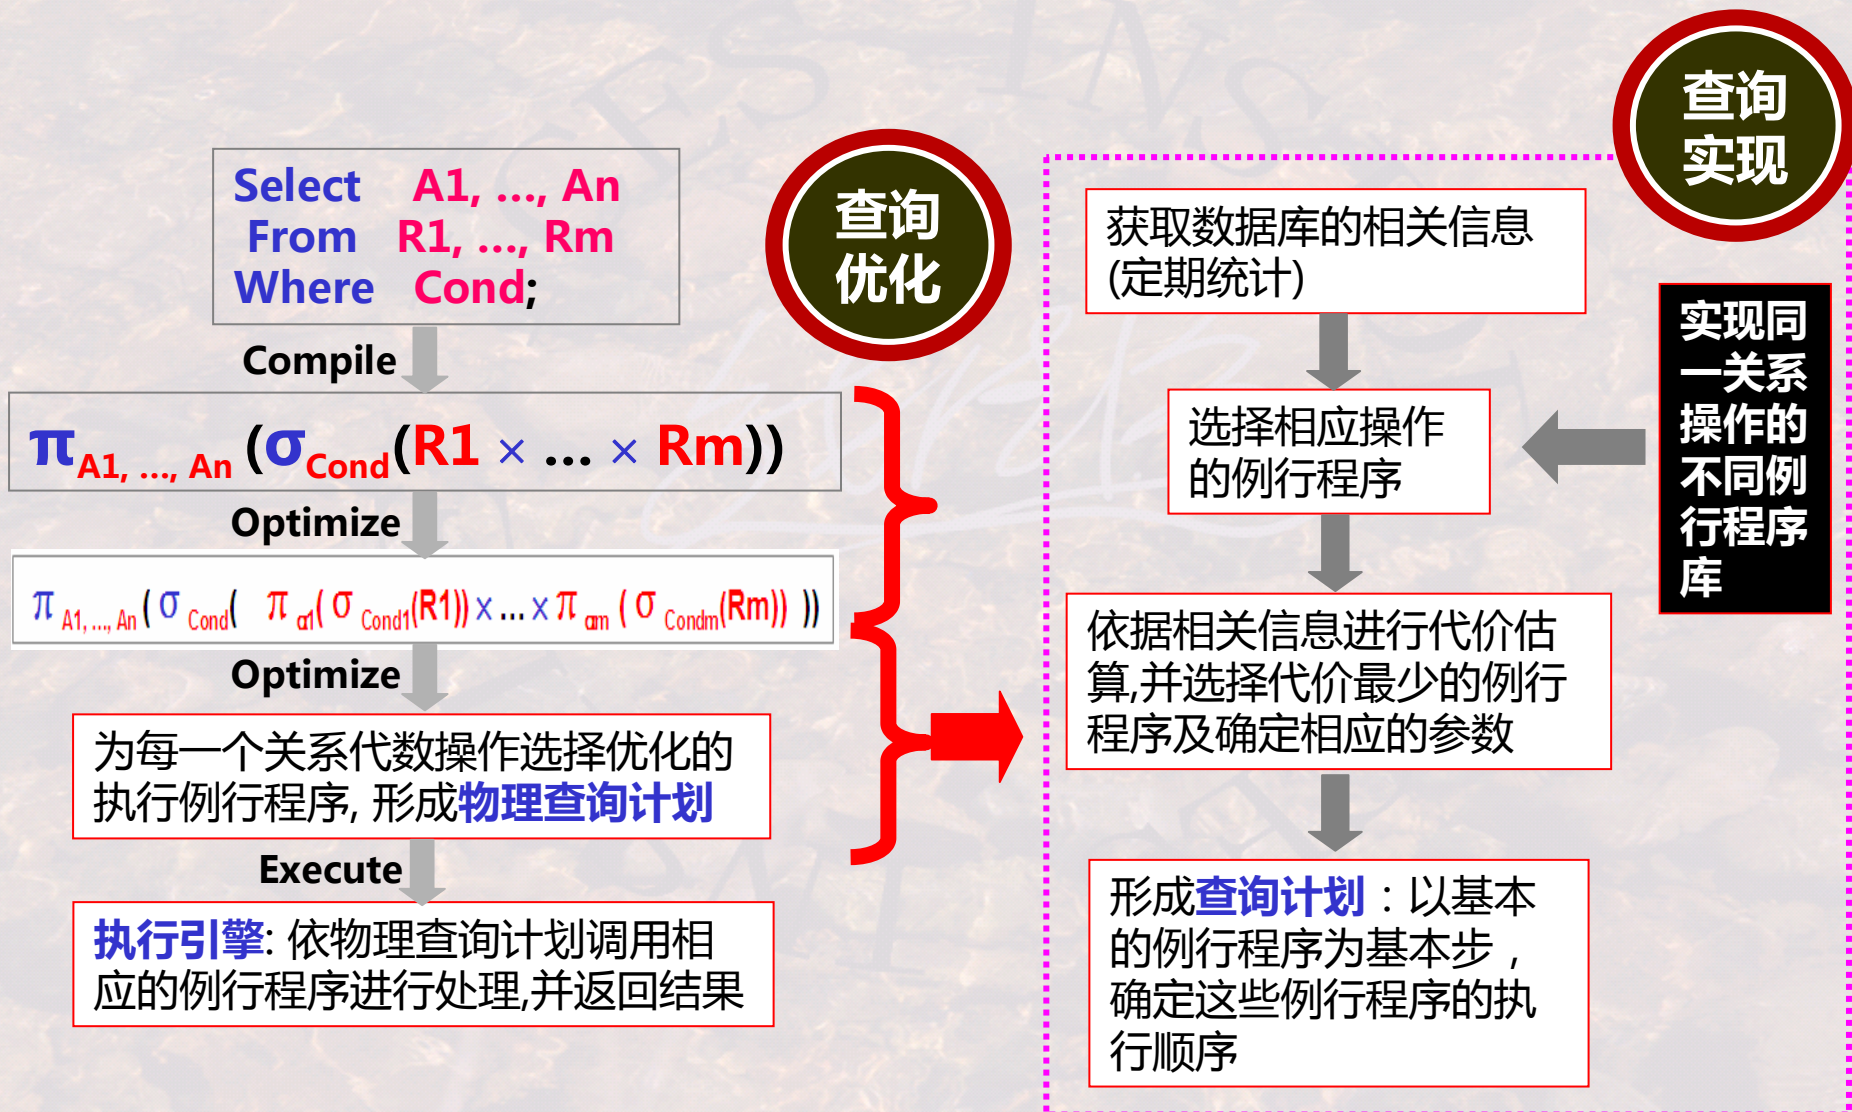 Select A1, ..., An
From R1, ..., Rm
Where Cond;
Compile
π A1, ..., An (σ Cond(R1 × ... × Rm))
Optimize
π A1, ..., An ( σ Cond( π α1( σ Cond1(R1)) × ... × π αm ( σ Condm(Rm)) ))
Optimize
为每一个关系代数操作选择优化的
执行例行程序, 形成物理查询计划
Execute
执行引擎: 依物理查询计划调用相
应的例行程序进行处理,并返回结果
查询
优化
查询
实现
获取数据库的相关信息
(定期统计)
选择相应操作
的例行程序
实现同
一关系
操作的
不同例
行程序
库
依据相关信息进行代价估
算,并选择代价最少的例行
程序及确定相应的参数
形成查询计划：以基本
的例行程序为基本步，
确定这些例行程序的执
行顺序